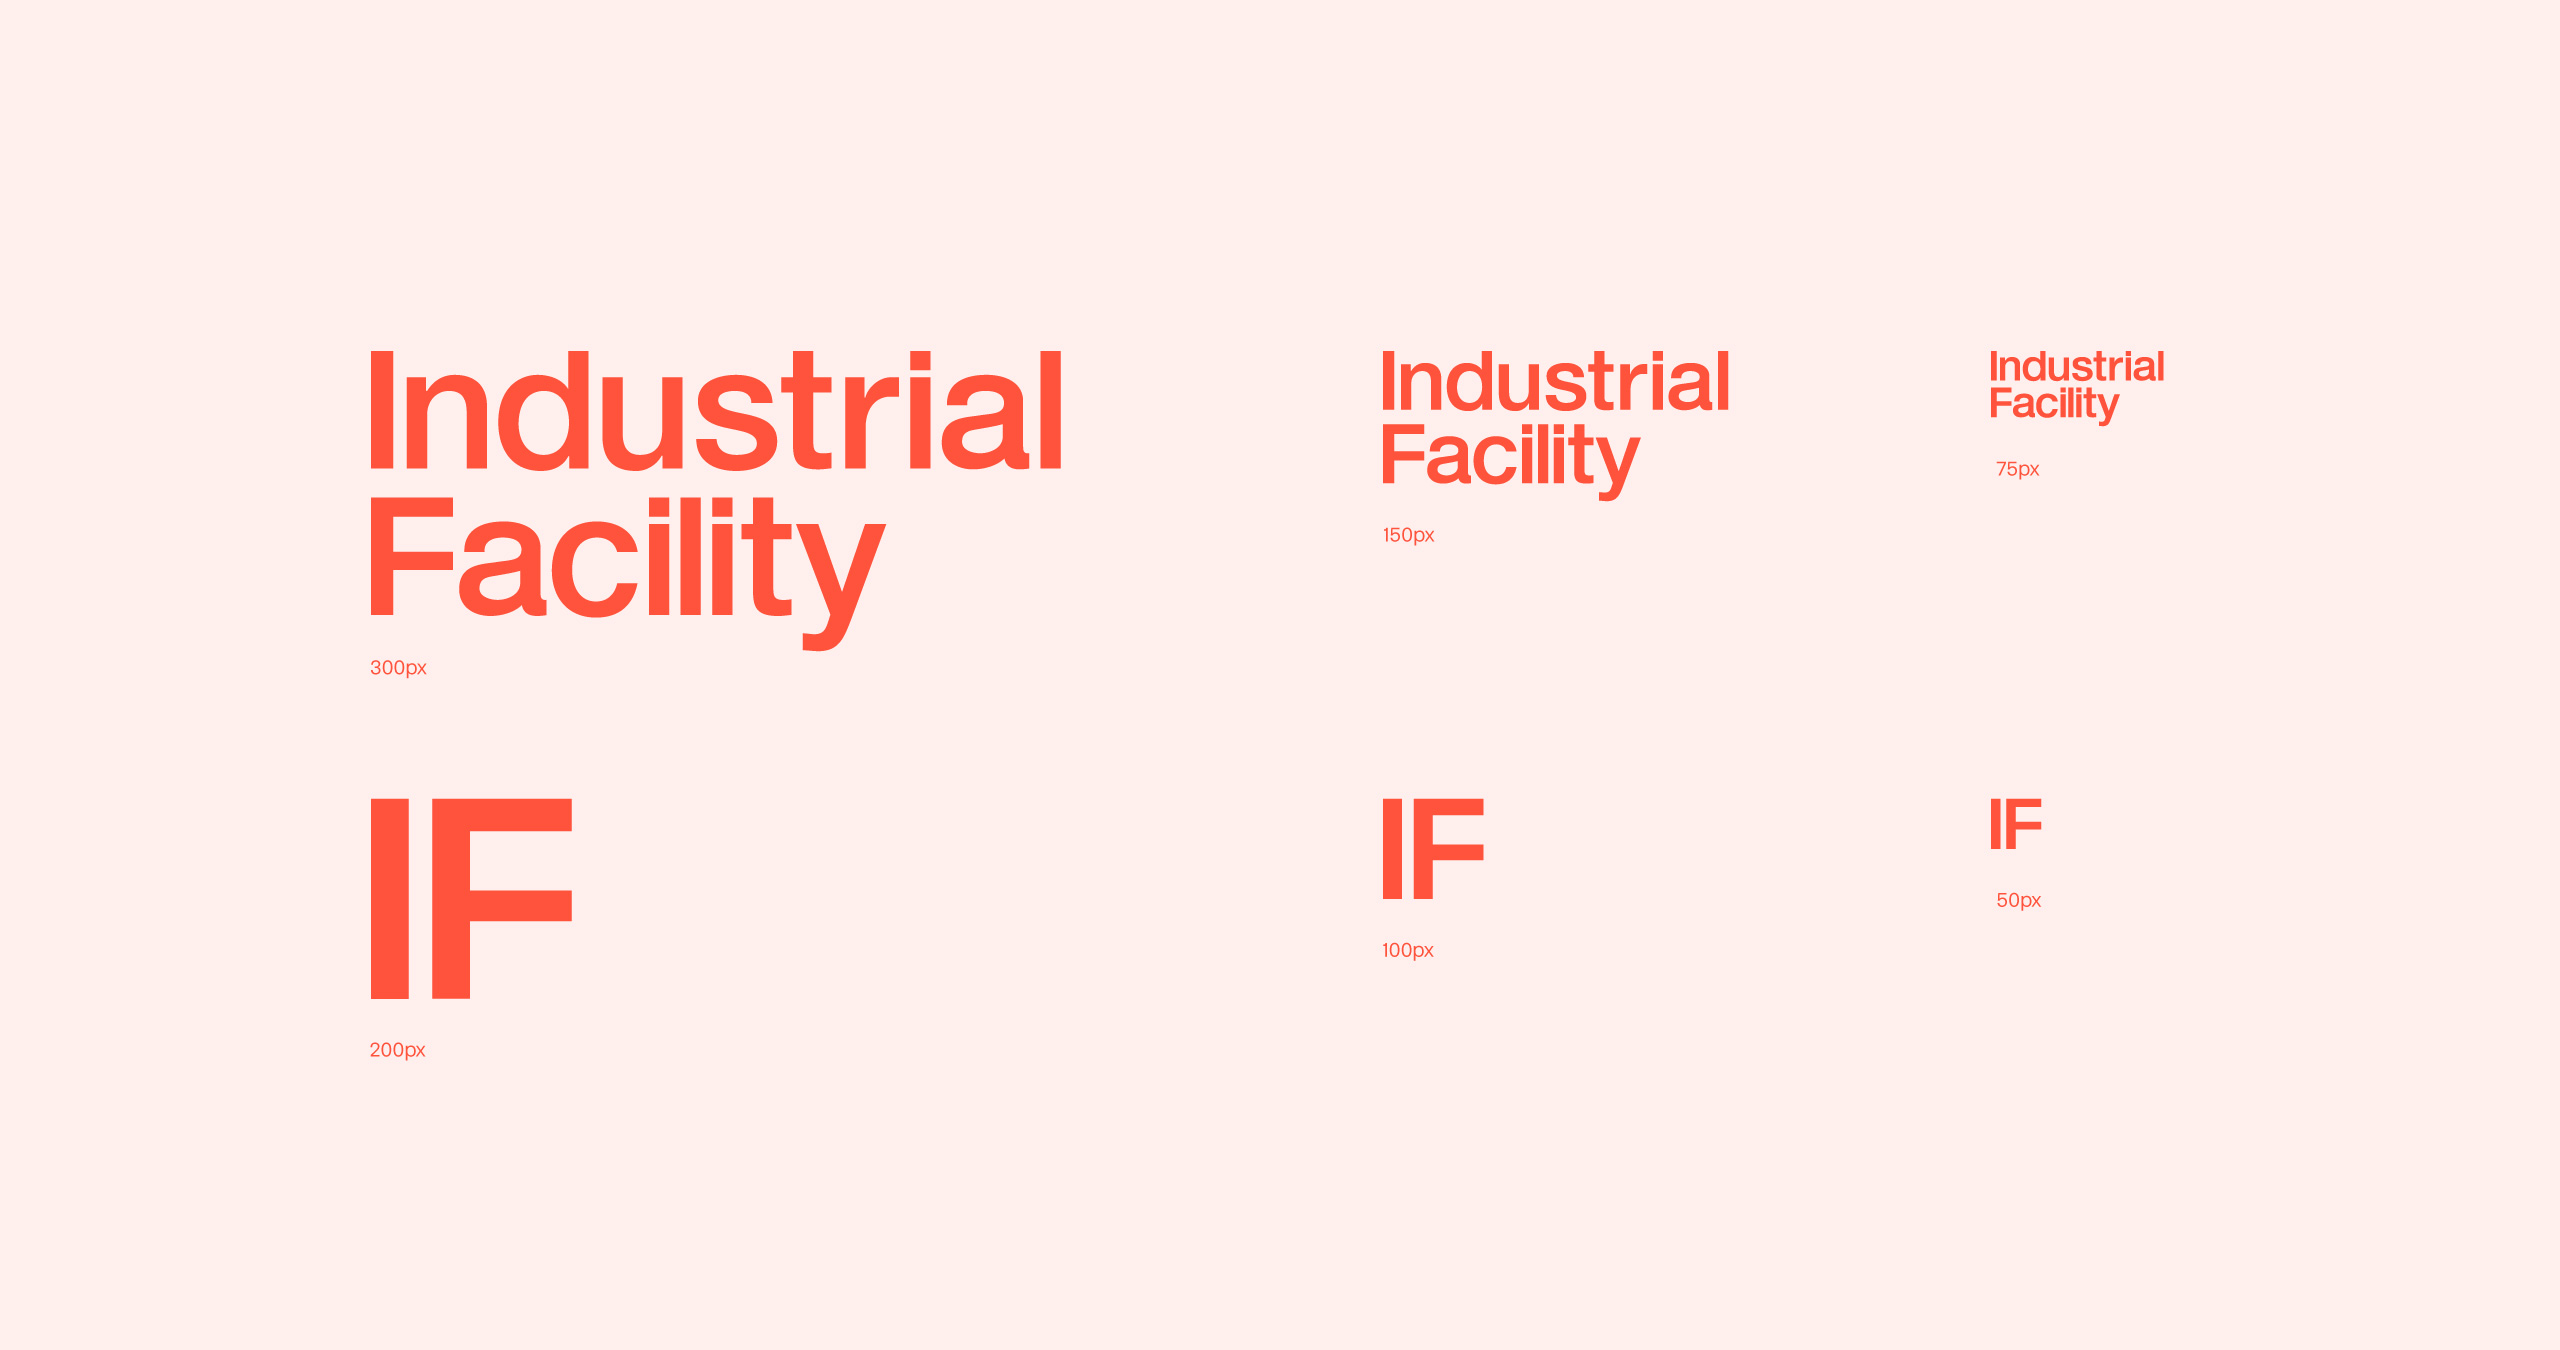 Industrial
Facility
300px
Industrial
Facility
150px
Industrial
Facility
75px
IF
200px
IF
100px
IF
50px